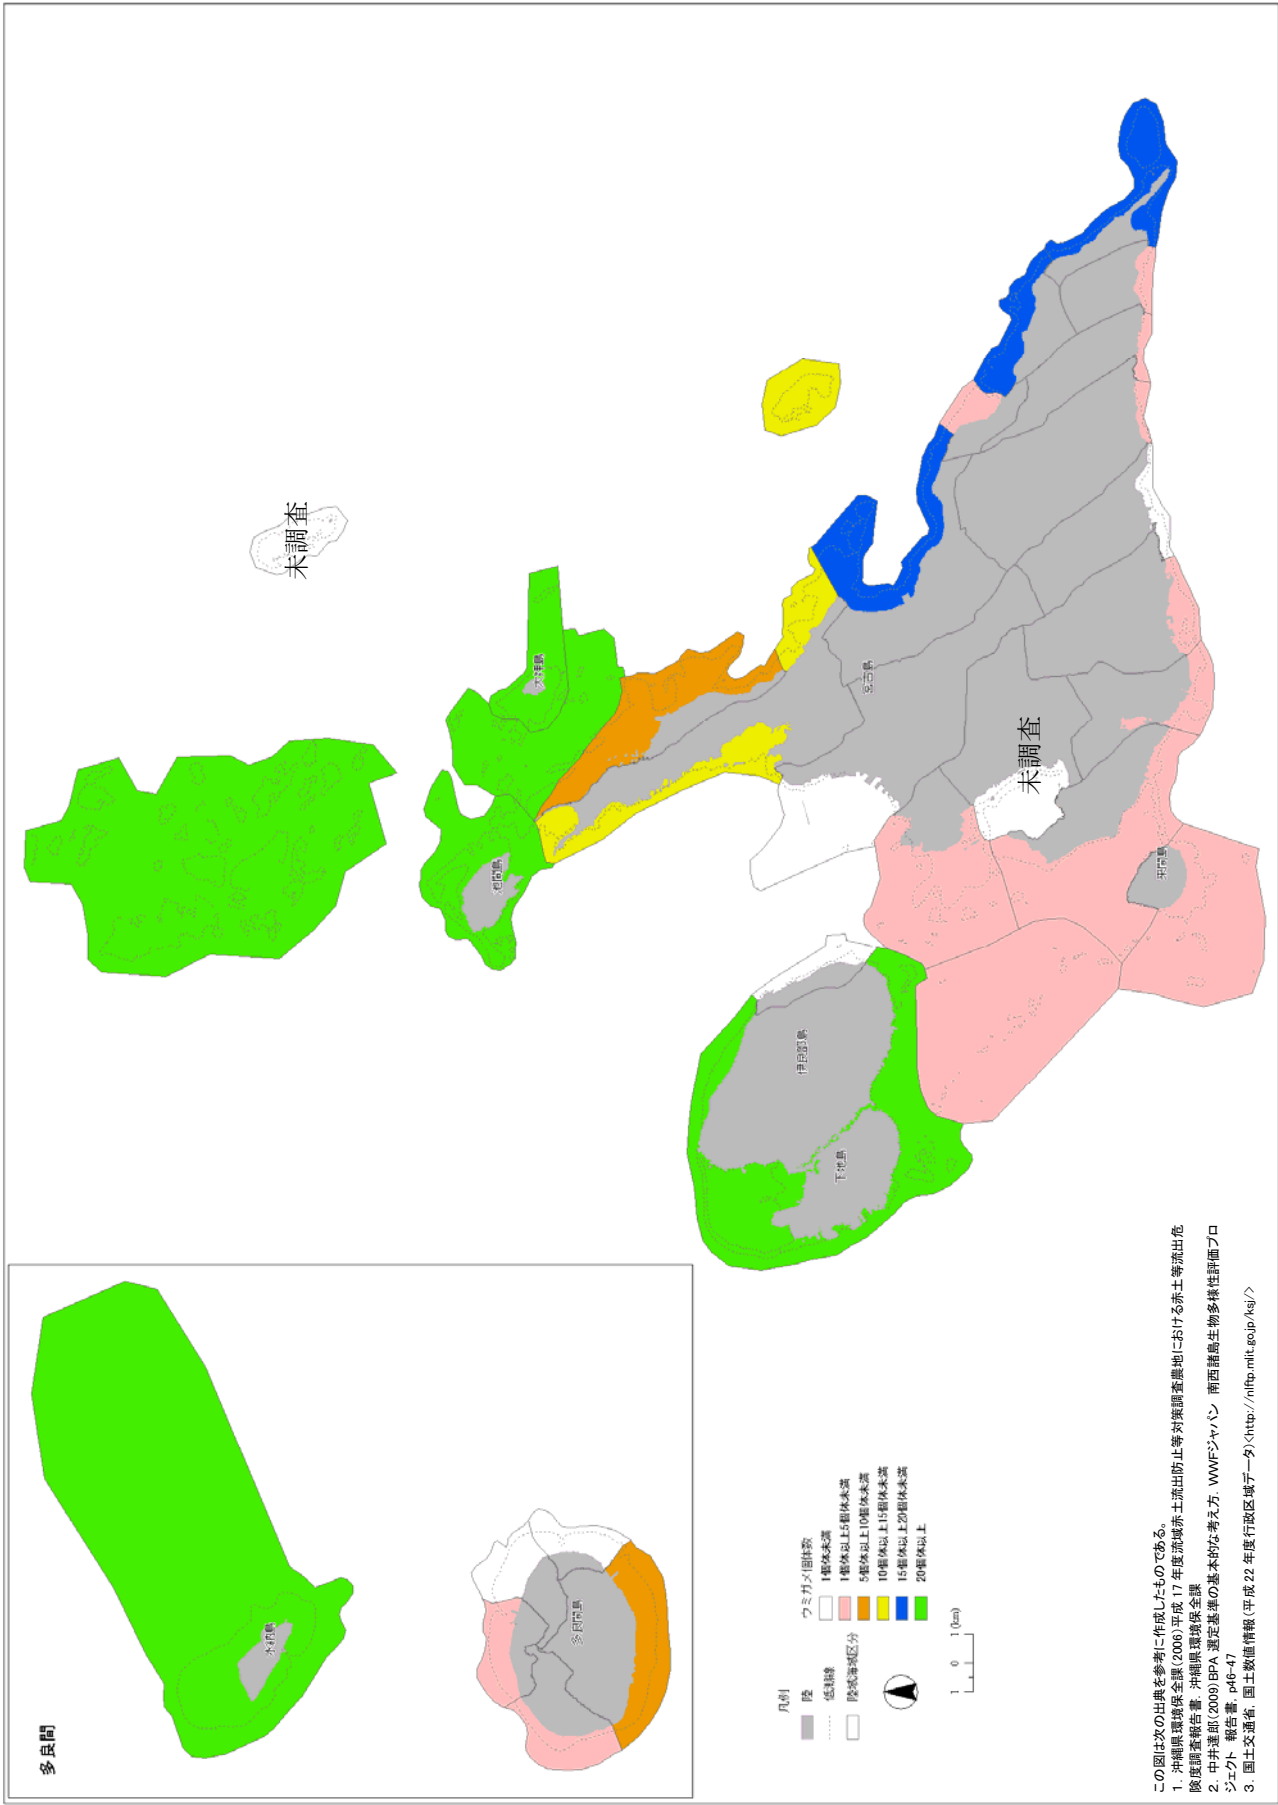 多良間
水納島
多良間島
未調査
大神島
池間島
宮古島
未調査
来間島
伊良部島
下地島
凡例
陸
低潮線
陸域海域区分
ウミガメ個体数
1個体未満
1個体以上5個体未満
5個体以上10個体未満
10個体以上15個体未満
15個体以上20個体未満
20個体以上
1 0 1 (km)
この図は次の出典を参考に作成したものである。
1. 沖縄県環境保全課(2006)平成 17 年度流域赤土流出防止等対策調査農地における赤土等流出危
険度調査報告書. 沖縄県環境保全課
2. 中井達郎(2009)BPA 選定基準の基本的な考え方. WWFジャパン 南西諸島生物多様性評価プロ
ジェクト 報告書, p46-47
3. 国土交通省, 国土数値情報(平成 22 年度行政区域データ)<http://nlftp.mlit.go.jp/ksj/>